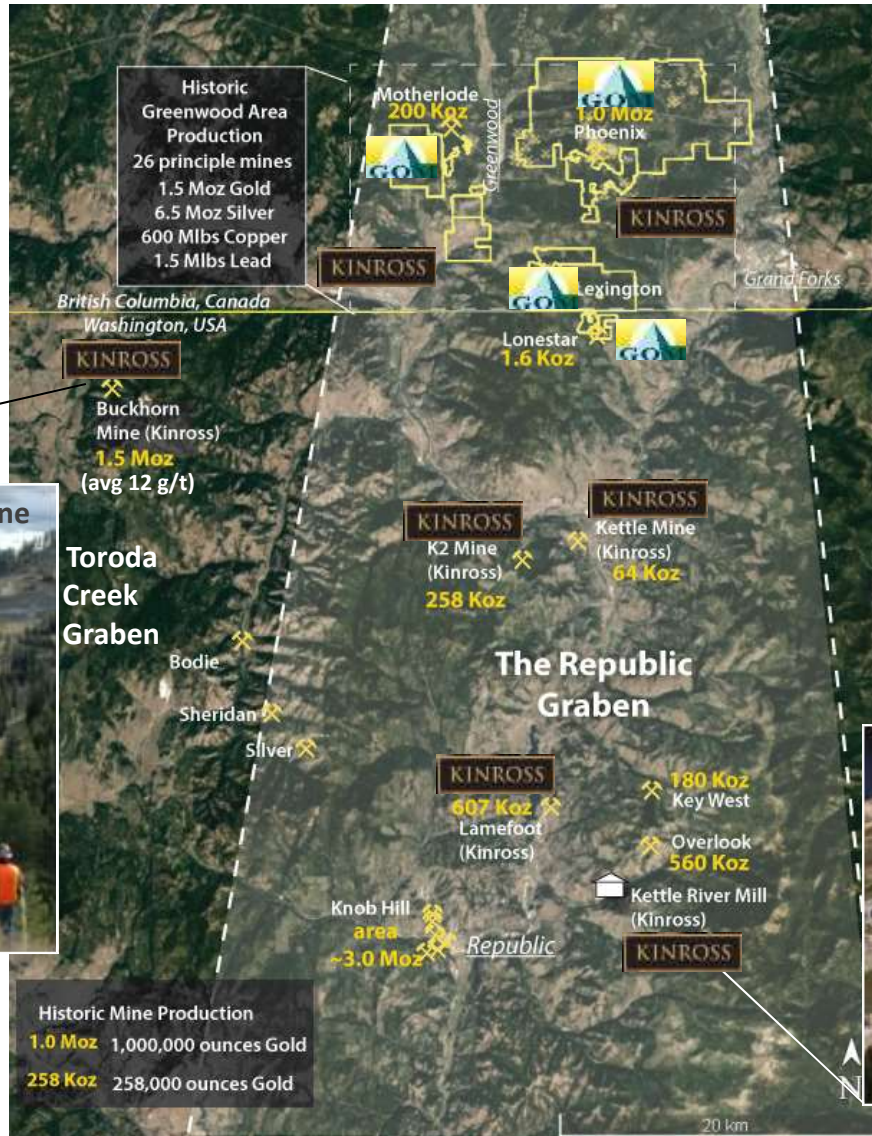 Historic
Greenwood Area
Production
26 principle mines
1.5 Moz Gold
6.5 Moz Silver
600 Mlbs Copper
1.5 Mlbs Lead
Motherlode
200 Koz
Greenwood
1.0 Moz
Phoenix
KINROSS
KINROSS
Lexington
Grand Forks
British Columbia, Canada
Washington, USA
Lonestar
1.6 Koz
KINROSS
Buckhorn
Mine (Kinross)
1.5 Moz
(avg 12 g/t)
KINROSS
K2 Mine
(Kinross)
258 Koz
KINROSS
Kettle Mine
(Kinross)
64 Koz
Toroda
Creek
Graben
Bodie
Sheridan
Silver
The Republic
Graben
KINROSS
607 Koz
Lamefoot
(Kinross)
180 Koz
Key West
Overlook
560 Koz
Kettle River Mill
(Kinross)
KINROSS
Knob Hill
area
~3.0 Moz
Republic
Historic Mine Production
1.0 Moz 1,000,000 ounces Gold
258 Koz 258,000 ounces Gold
N
20 km